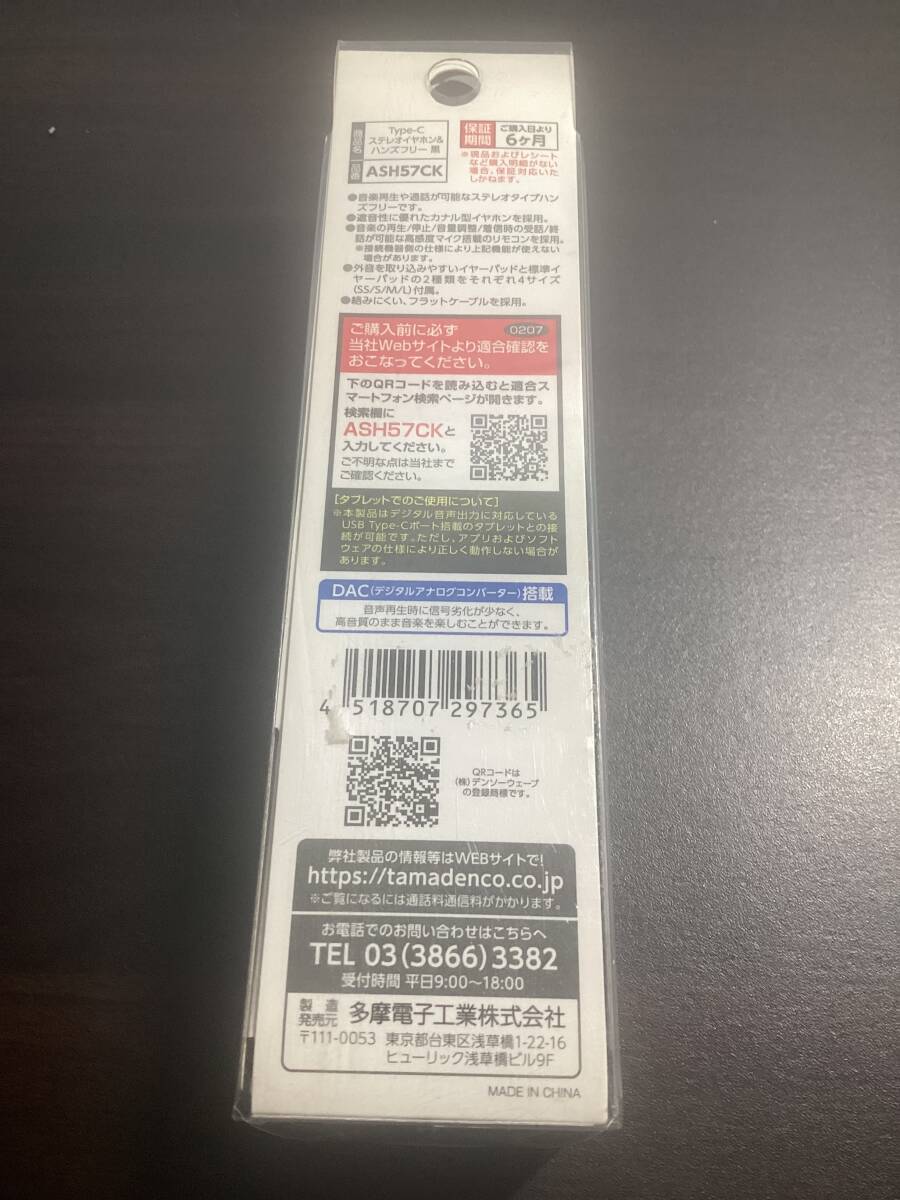 商品名
Type-C
ステレオイヤホン&
ハンズフリー 黒
品番
ASH57CK
保証
期間
ご購入日より
6ヶ月
※現品およびレシート
など購入明細がない
場合、保証対応いた
しかねます。
●音楽再生や通話が可能なステレオタイプハン
ズフリーです。
●遮音性に優れたカナル型イヤホンを採用。
●音楽の再生/停止/音量調整/着信時の受話/終
話が可能な高感度マイク搭載のリモコンを採用。
※接続機器側の仕様により上記機能が使えない
場合があります。
●外音を取り込みやすいイヤーパッドと標準イ
ヤーパッドの2種類をそれぞれ4サイズ
(SS/S/M/L)付属。
●絡みにくい、フラットケーブルを採用。
ご購入前に必ず 0207
当社Webサイトより適合確認を
おこなってください。
下のQRコードを読み込むと適合ス
マートフォン検索ページが開きます。
検索欄に
ASH57CKと
入力してください。
ご不明な点は当社まで
ご確認ください。
[タブレットでのご使用について]
※本製品はデジタル音声出力に対応している
USB Type-Cポート搭載のタブレットとの接
続が可能です。ただし、アプリおよびソフト
ウェアの仕様により正しく動作しない場合が
あります。
DAC(デジタルアナログコンバーター)搭載
音声再生時に信号劣化が少なく、
高音質のまま音楽を楽しむことができます。
4 518707 297365
QRコードは
(株)デンソーウェーブ
の登録商標です。
弊社製品の情報等はWEBサイトで!
https://tamadenco.co.jp
※ご覧になるには通話料通信料がかかります。
お電話でのお問い合わせはこちらへ
TEL 03(3866)3382
受付時間 平日9:00〜18:00
製造
発売元
多摩電子工業株式会社
〒111-0053 東京都台東区浅草橋1-22-16
ヒューリック浅草橋ビル9F
MADE IN CHINA